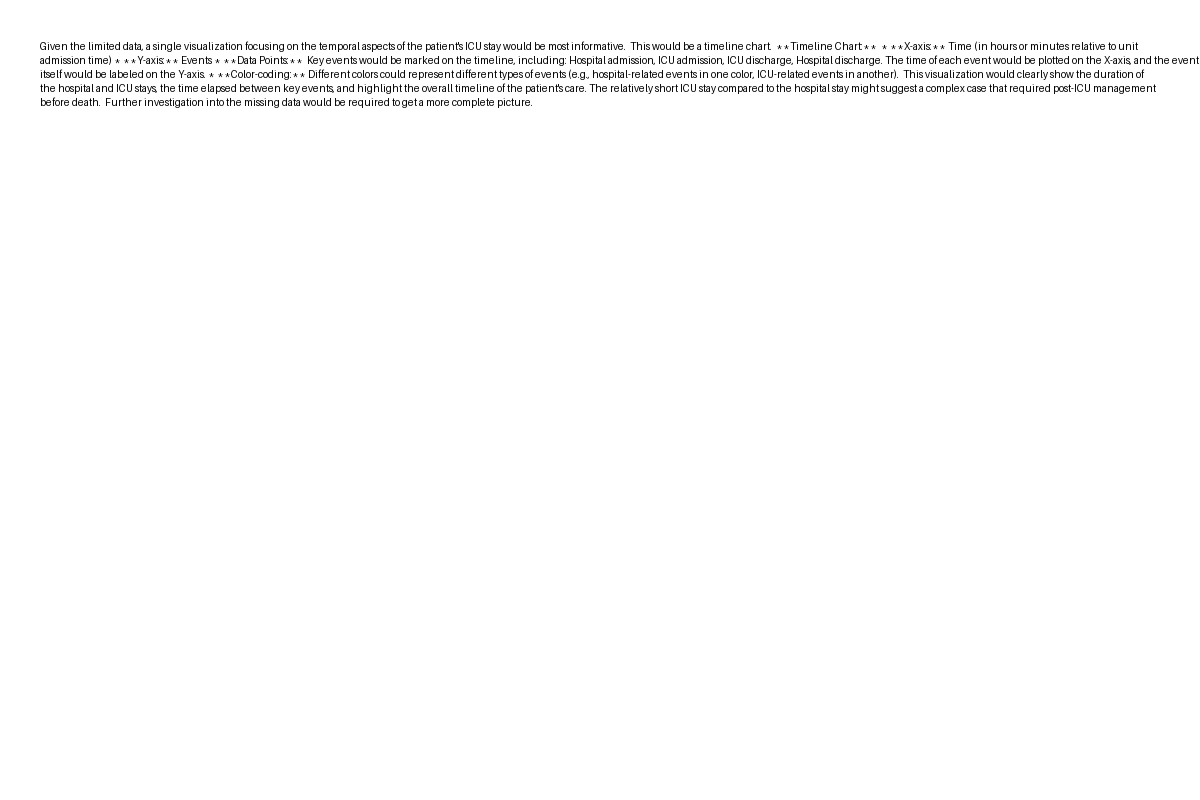 Given the limited data, a single visualization focusing on the temporal aspects of the patient's ICU stay would be most informative.  This would be a timeline chart.  **Timeline Chart:**  * **X-axis:** Time (in hours or minutes relative to unit
admission time) * **Y-axis:** Events * **Data Points:**  Key events would be marked on the timeline, including: Hospital admission, ICU admission, ICU discharge, Hospital discharge. The time of each event would be plotted on the X-axis, and the event
itself would be labeled on the Y-axis. * **Color-coding:** Different colors could represent different types of events (e.g., hospital-related events in one color, ICU-related events in another).  This visualization would clearly show the duration of
the hospital and ICU stays, the time elapsed between key events, and highlight the overall timeline of the patient's care. The relatively short ICU stay compared to the hospital stay might suggest a complex case that required post-ICU management
before death.  Further investigation into the missing data would be required to get a more complete picture.